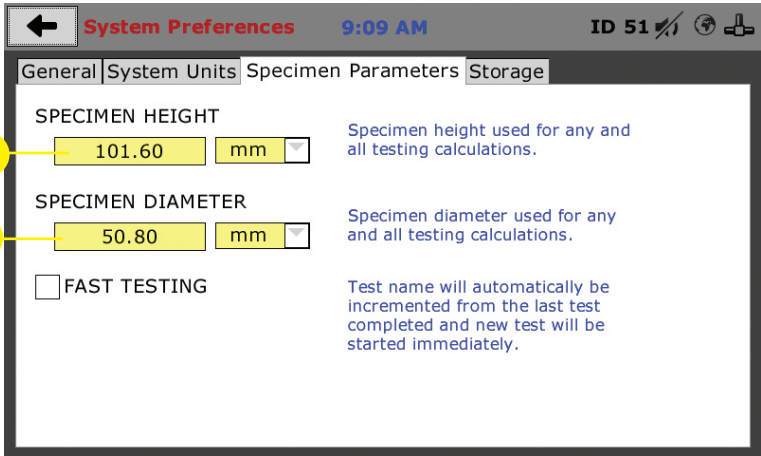 System Preferences 9:09 AM ID 51
General System Units Specimen Parameters Storage
SPECIMEN HEIGHT
101.60 mm
Specimen height used for any and
all testing calculations.
SPECIMEN DIAMETER
50.80 mm
Specimen diameter used for any
and all testing calculations.
FAST TESTING
Test name will automatically be
incremented from the last test
completed and new test will be
started immediately.